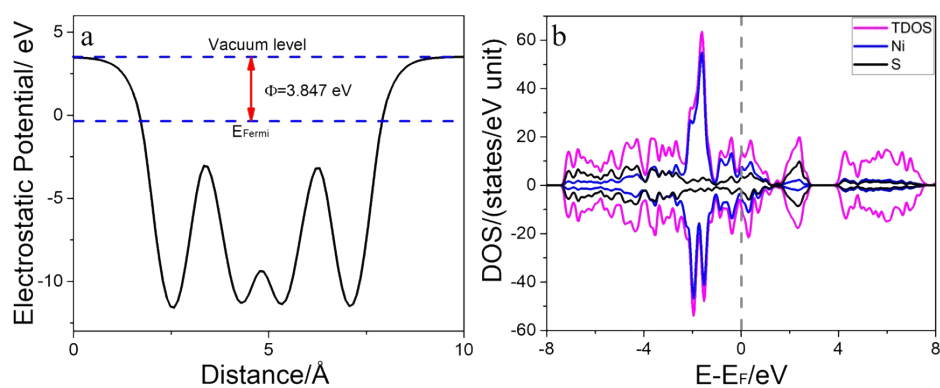 a
Vacuum level
Φ=3.847 eV
EFermi
5
0
-5
-10
0
5
10
Electrostatic Potential/ eV
Distance/Å
b
TDOS
Ni
S
60
40
20
0
-20
-40
-60
-8
-4
0
4
8
DOS/(states/eV unit)
E-EF/eV